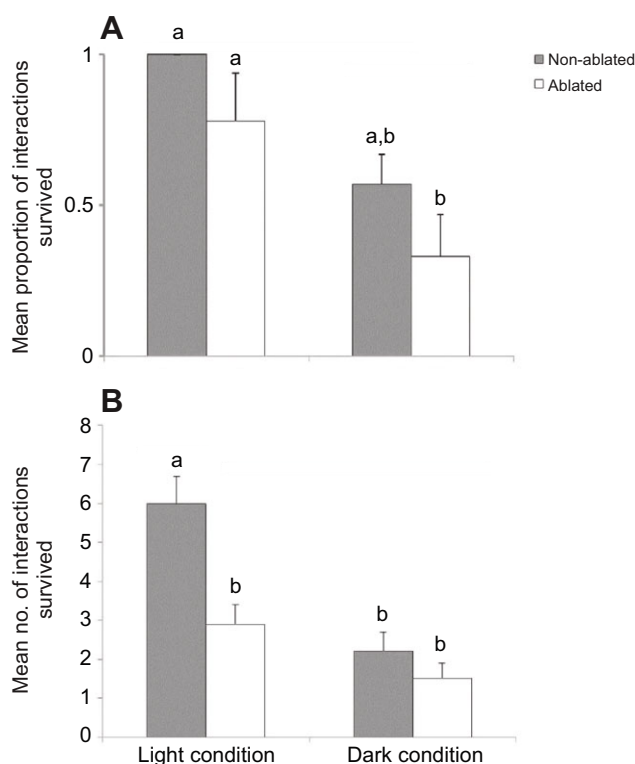 A
Mean proportion of interactions
survived
1
0.5
0
a
a
a,b
b
Non-ablated
Ablated
B
Mean no. of interactions
survived
8
7
6
5
4
3
2
1
0
a
b
b
b
Light condition
Dark condition